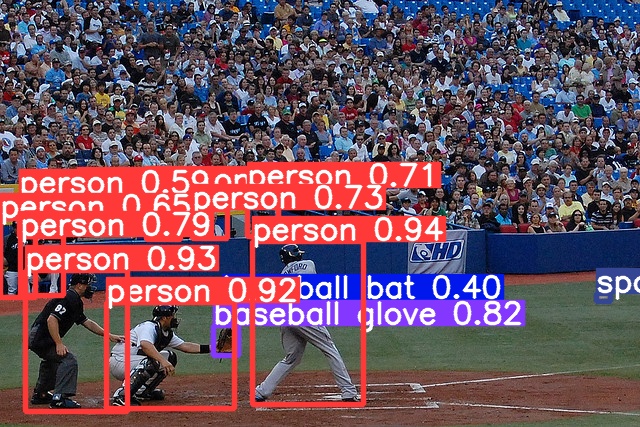 person 0.59
person 0.71
person 0.65
person 0.73
person 0.79
person 0.94
HD
person 0.93
person 0.92
ball bat 0.40
spo
baseball glove 0.82
62